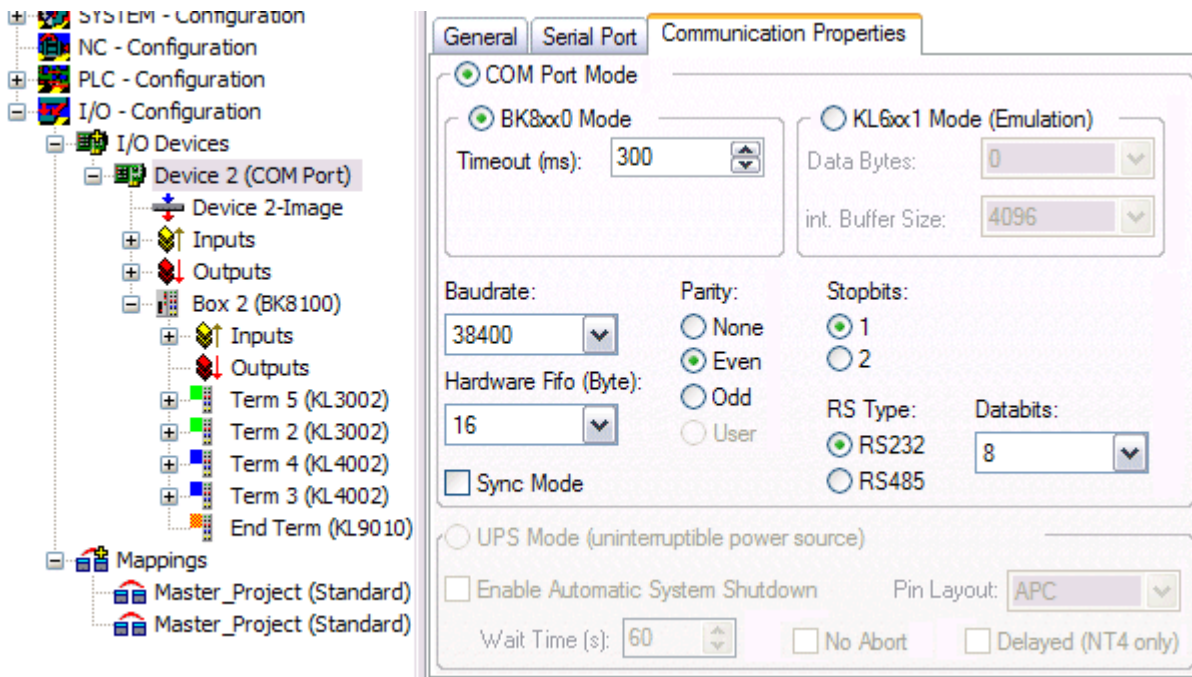 SYSTEM - Configuration
NC - Configuration
PLC - Configuration
I/O - Configuration
I/O Devices
Device 2 (COM Port)
Device 2-Image
Inputs
Outputs
Box 2 (BK8100)
Inputs
Outputs
Term 5 (KL3002)
Term 2 (KL3002)
Term 4 (KL4002)
Term 3 (KL4002)
End Term (KL9010)
Mappings
Master_Project (Standard)
Master_Project (Standard)
General Serial Port Communication Properties
COM Port Mode
BK8xx0 Mode
Timeout (ms): 300
KL6xx1 Mode (Emulation)
Data Bytes: 0
int. Buffer Size: 4096
Baudrate:
38400
Hardware Fifo (Byte):
16
Sync Mode
Parity:
None
Even
Odd
User
Stopbits:
1
2
RS Type:
RS232
RS485
Databits:
8
UPS Mode (uninterruptible power source)
Enable Automatic System Shutdown Pin Layout: APC
Wait Time (s): 60 No Abort Delayed (NT4 only)